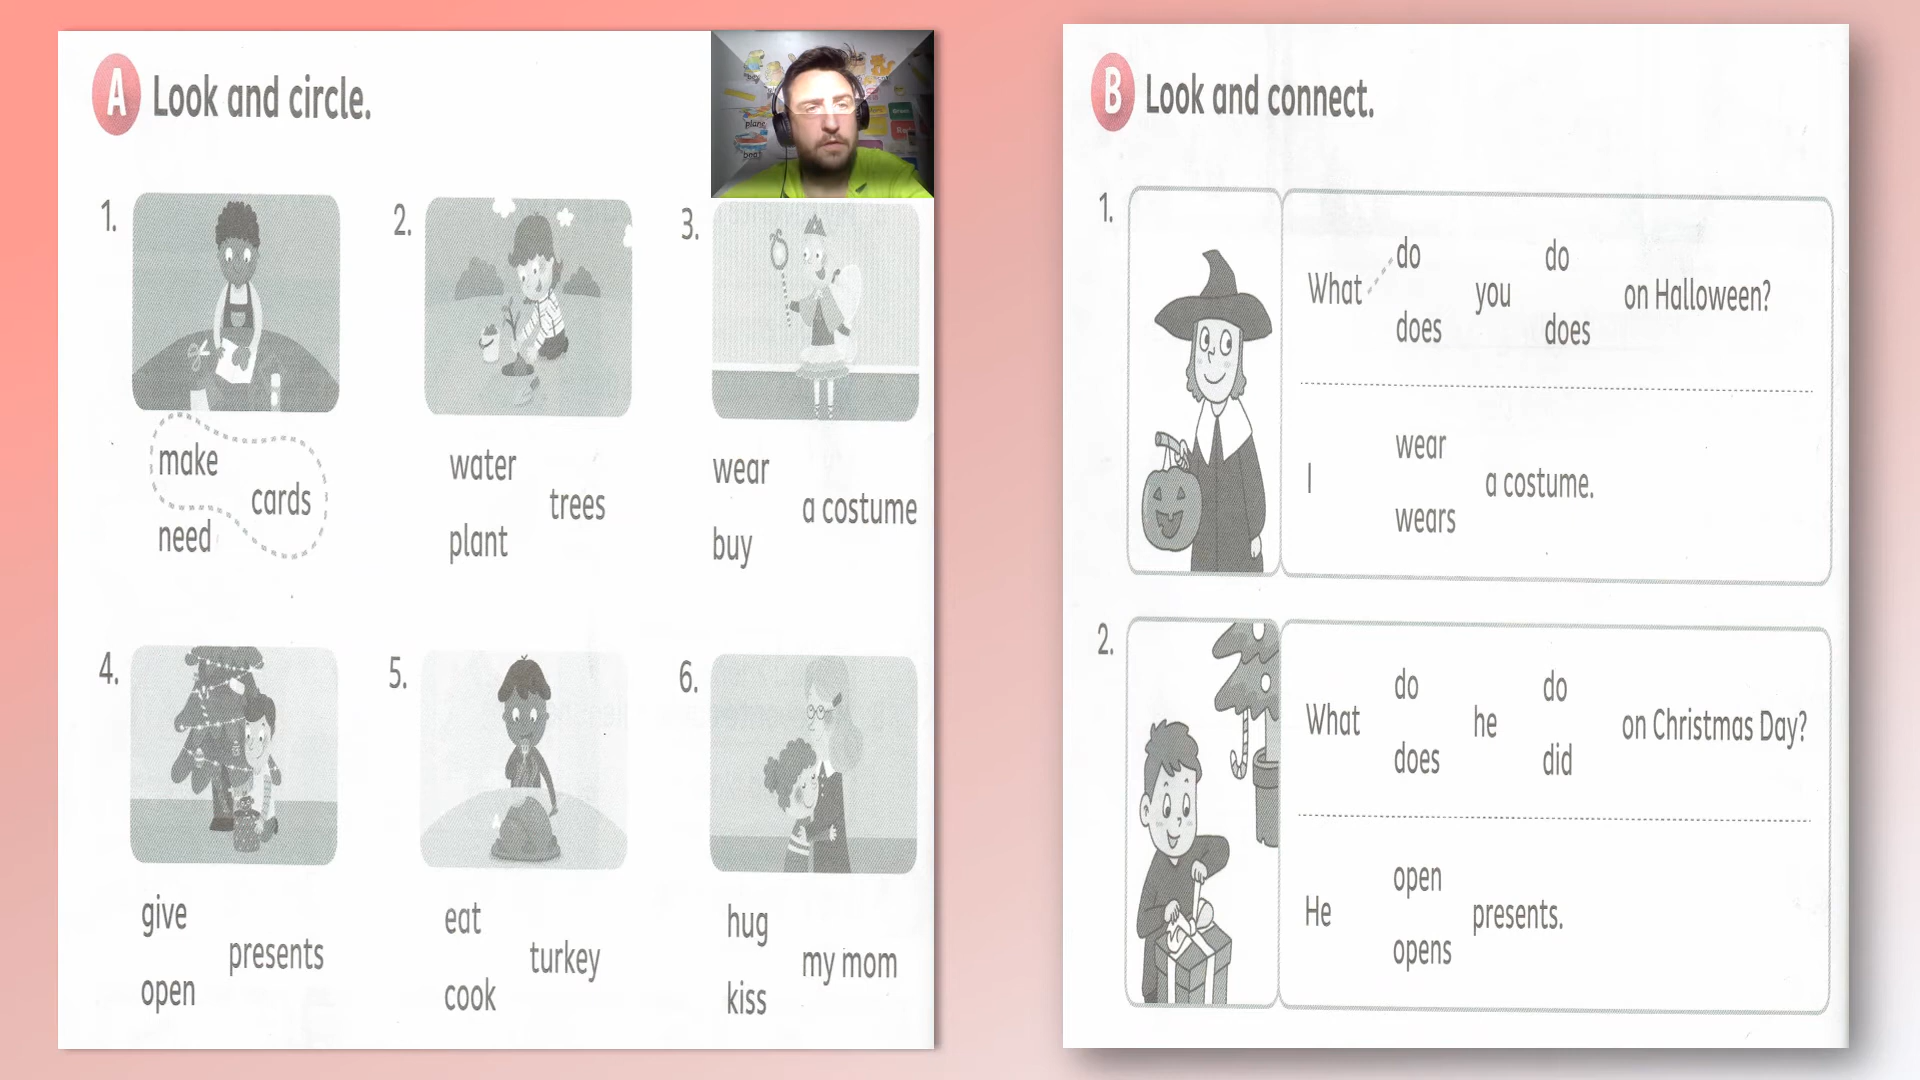 A Look and circle.
1.
make
cards
need
2.
water
trees
plant
3.
wear
a costume
buy
4.
give
presents
open
5.
eat
turkey
cook
6.
hug
my mom
kiss
B Look and connect.
1.
do do
What you on Halloween?
does does
wear
I a costume.
wears
2.
do do
What he on Christmas Day?
does did
open
He presents.
opens